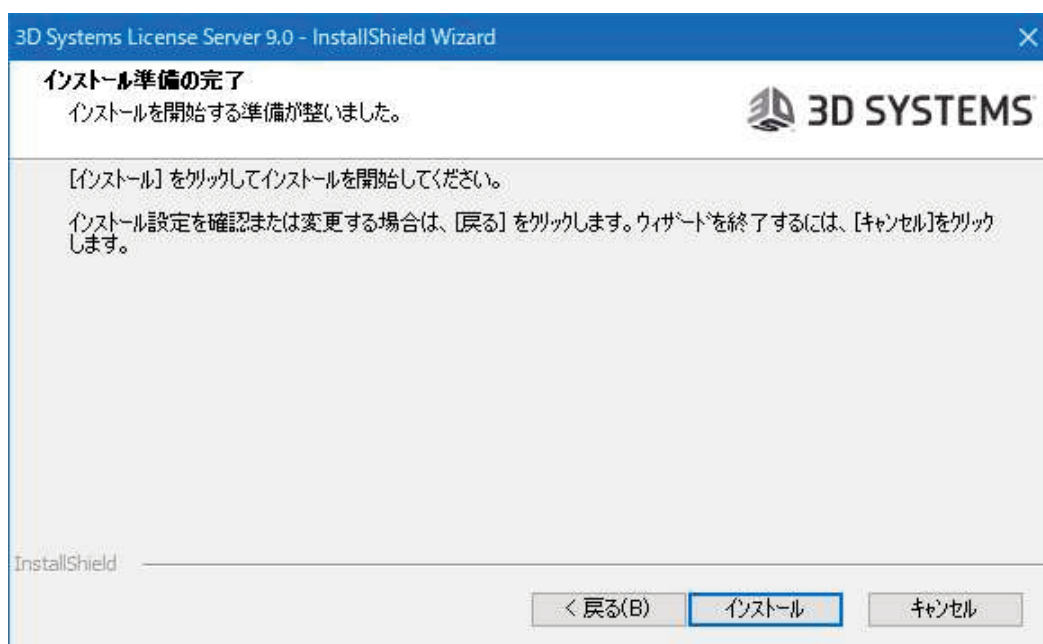 3D Systems License Server 9.0 - InstallShield Wizard
インストール準備の完了
インストールを開始する準備が整いました。
3D SYSTEMS
[インストール] をクリックしてインストールを開始してください。
インストール設定を確認または変更する場合は、[戻る] をクリックします。ウィザードを終了するには、[キャンセル]をクリック
します。
InstallShield
< 戻る(B)
インストール
キャンセル